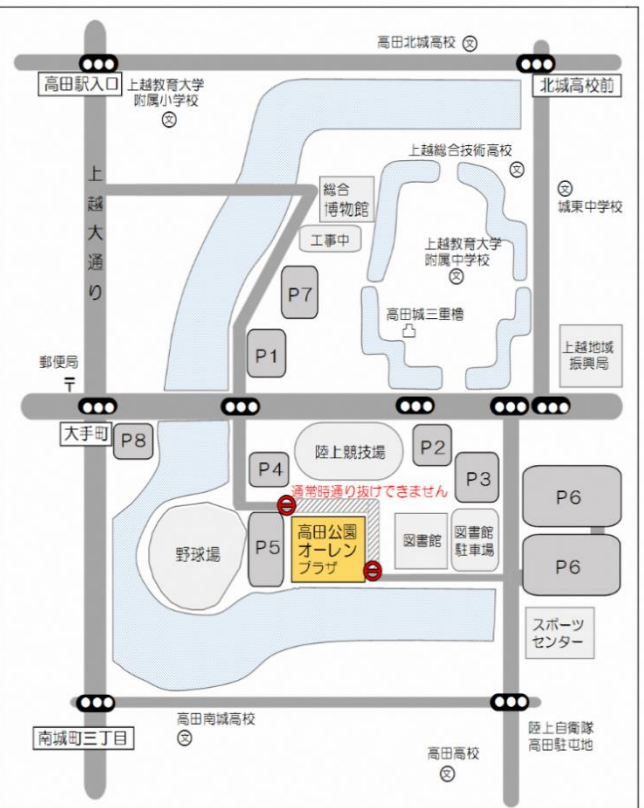 高田北城高校
文
高田駅入口
上越教育大学
附属小学校
文
北城高校前
上越大通り
上越総合技術高校
文
文
城東中学校
総合
博物館
工事中
上越教育大学
附属中学校
文
P7
高田城三重櫓
P1
上越地域
振興局
郵便局
〒
大手町
P8
P4
陸上競技場
P2
P3
通常時通り抜けできません
P6
野球場
P5
高田公園
オーレン
プラザ
図書館
図書館
駐車場
P6
スポーツ
センター
高田南城高校
文
南城町三丁目
陸上自衛隊
高田駐屯地
高田高校
文